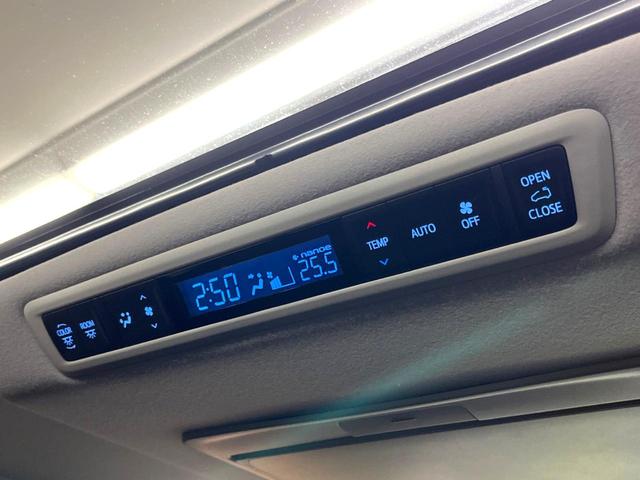 COLOR
ROOM
2:50
nanoe
25.5
TEMP
AUTO
OFF
OPEN
CLOSE